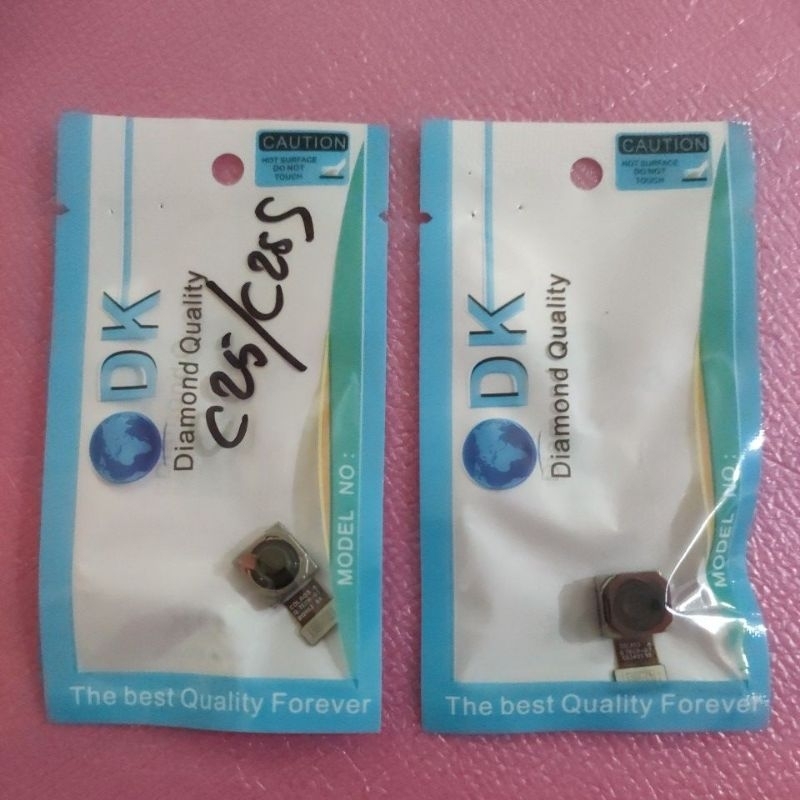 CAUTION
HOT SURFACE
DO NOT
TOUCH
DK
Diamond Quality
C25/C25S
MODEL NO:
The best Quality Forever
CAUTION
HOT SURFACE
DO NOT
TOUCH
DK
Diamond Quality
MODEL NO:
The best Quality Forever